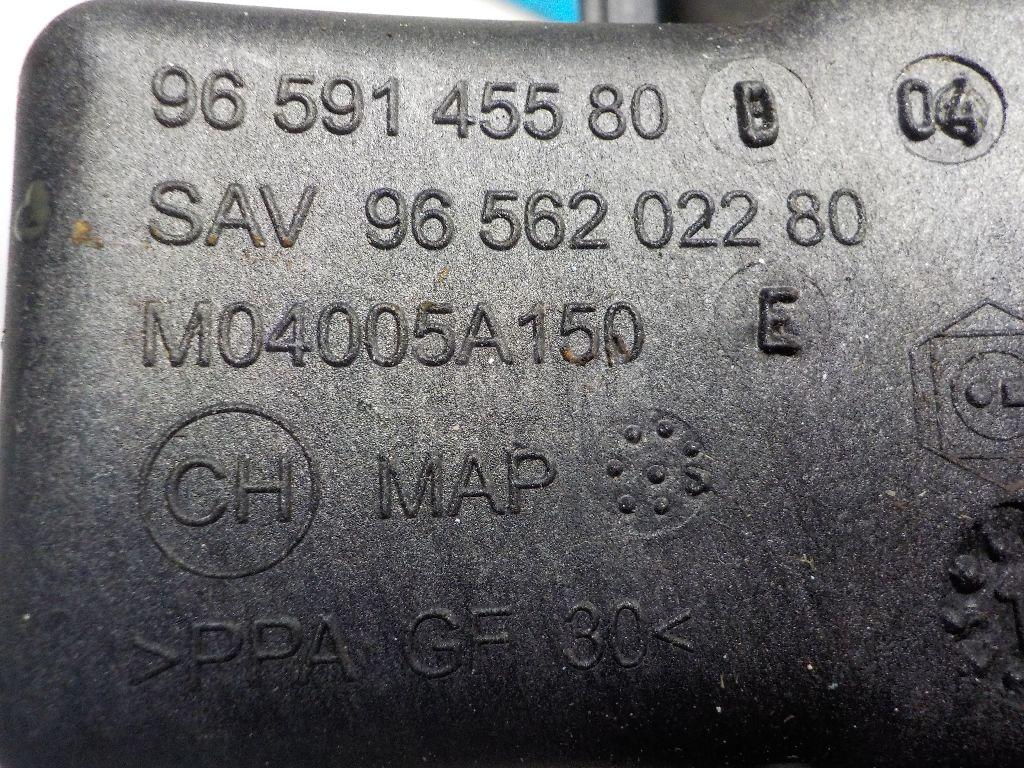 96 591 455 80 B 04
SAV 96 562 022 80
M04005A150 E
CH MAP S
>PPA GF 30<